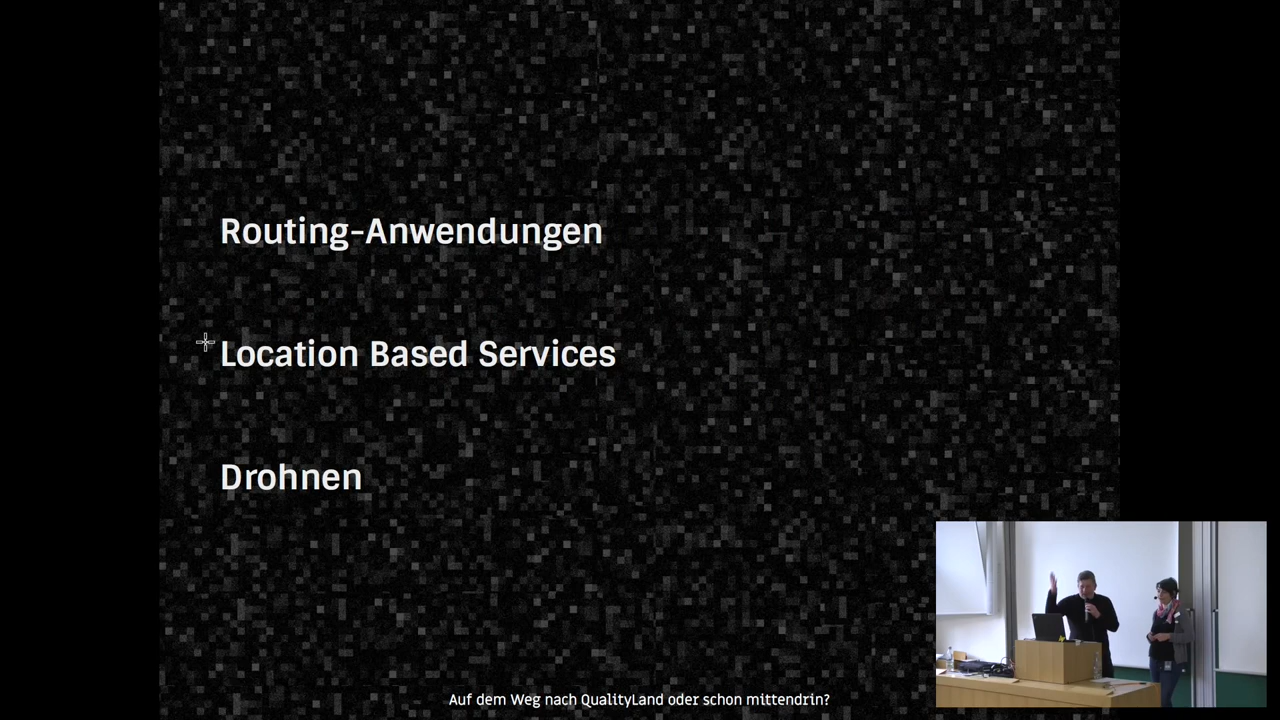 Routing-Anwendungen
Location Based Services
Drohnen
Auf dem Weg nach QualityLand oder schon mittendrin?